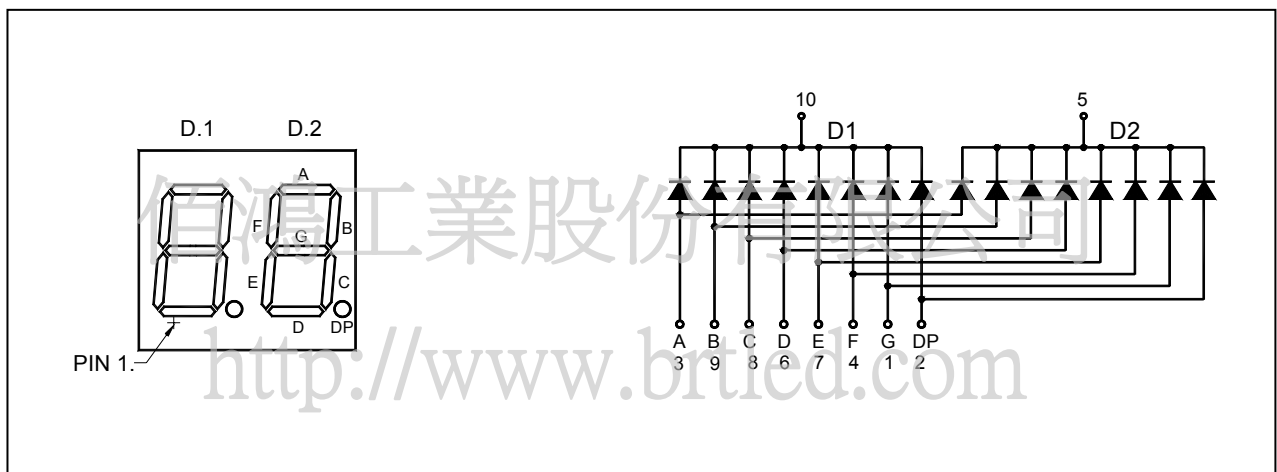 D.1 D.2
A
F B
G
E C
D DP
PIN 1.
10 5
D1 D2
A B C D E F G DP
3 9 8 6 7 4 1 2
佰鴻工業股份有限公司
http://www.brtled.com